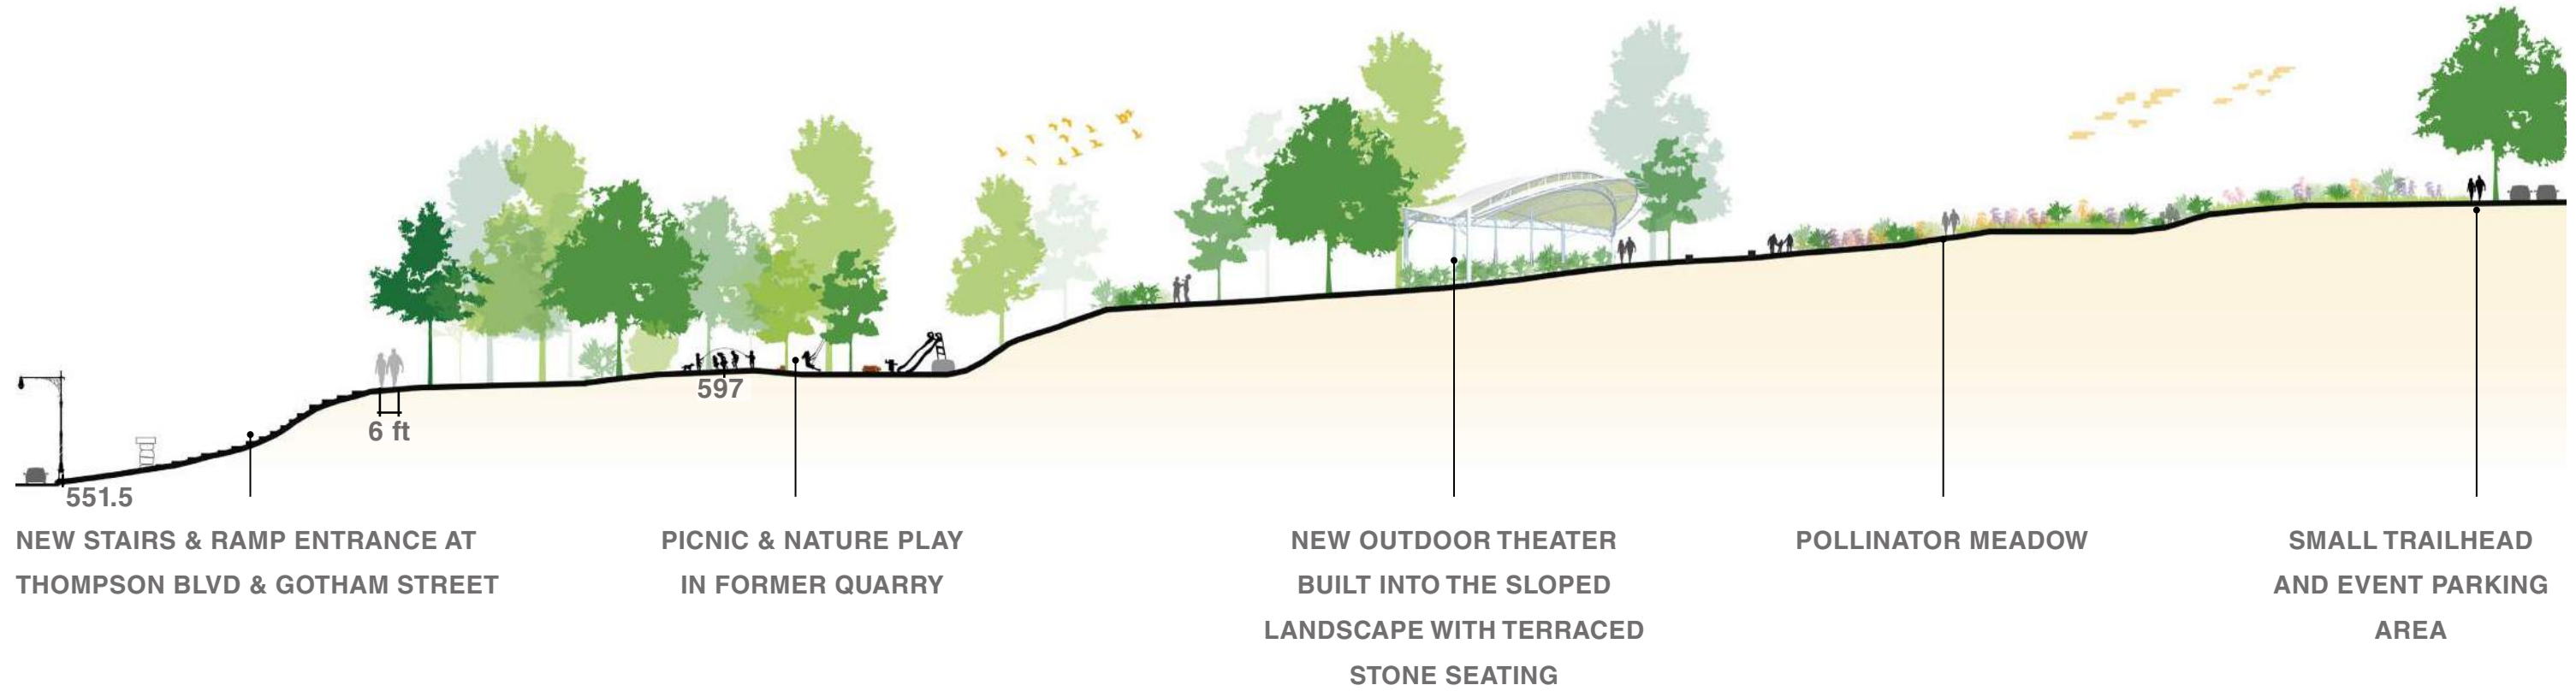 597
6 ft
551.5
NEW STAIRS & RAMP ENTRANCE AT
THOMPSON BLVD & GOTHAM STREET
PICNIC & NATURE PLAY
IN FORMER QUARRY
NEW OUTDOOR THEATER
BUILT INTO THE SLOPED
LANDSCAPE WITH TERRACED
STONE SEATING
POLLINATOR MEADOW
SMALL TRAILHEAD
AND EVENT PARKING
AREA